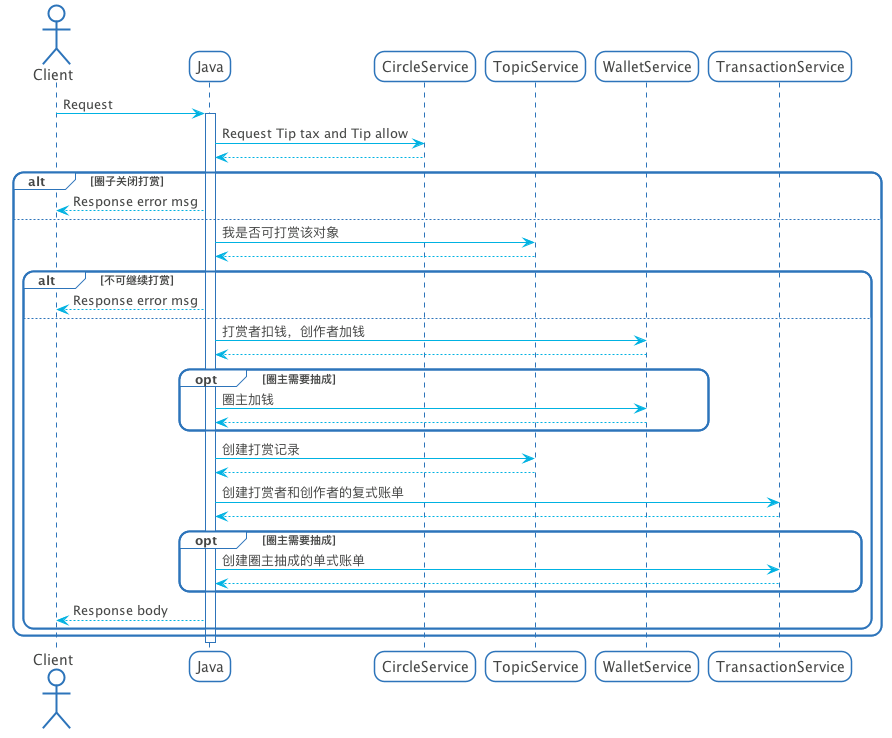 Client
Java
CircleService
TopicService
WalletService
TransactionService
Request
Request Tip tax and Tip allow
alt
[圈子关闭打赏]
Response error msg
我是否可打赏该对象
alt
[不可继续打赏]
Response error msg
打赏者扣钱，创作者加钱
opt
[圈主需要抽成]
圈主加钱
创建打赏记录
创建打赏者和创作者的复式账单
opt
[圈主需要抽成]
创建圈主抽成的单式账单
Response body
Client
Java
CircleService
TopicService
WalletService
TransactionService